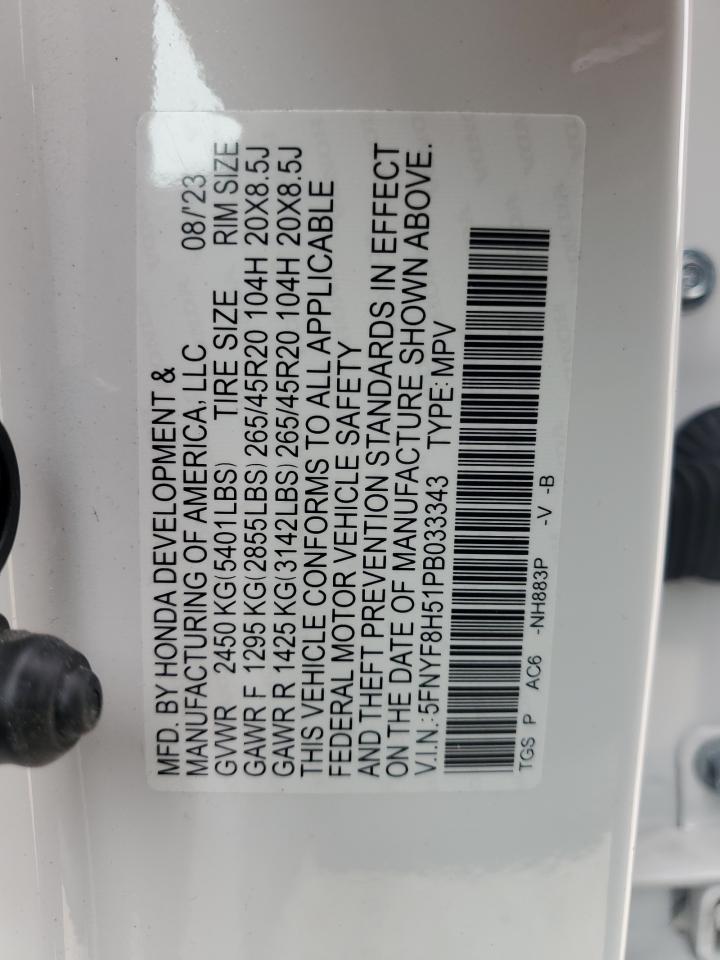 MFD. BY HONDA DEVELOPMENT & 08/'23
MANUFACTURING OF AMERICA, LLC
GVWR 2450 KG(5401LBS) TIRE SIZE RIM SIZE
GAWR F 1295 KG(2855LBS) 265/45R20 104H 20X8.5J
GAWR R 1425 KG(3142LBS) 265/45R20 104H 20X8.5J
THIS VEHICLE CONFORMS TO ALL APPLICABLE
FEDERAL MOTOR VEHICLE SAFETY
AND THEFT PREVENTION STANDARDS IN EFFECT
ON THE DATE OF MANUFACTURE SHOWN ABOVE.
V.I.N.:5FNYF8H51PB033343 TYPE: MPV
TGS P AC6 -NH883P -V -B